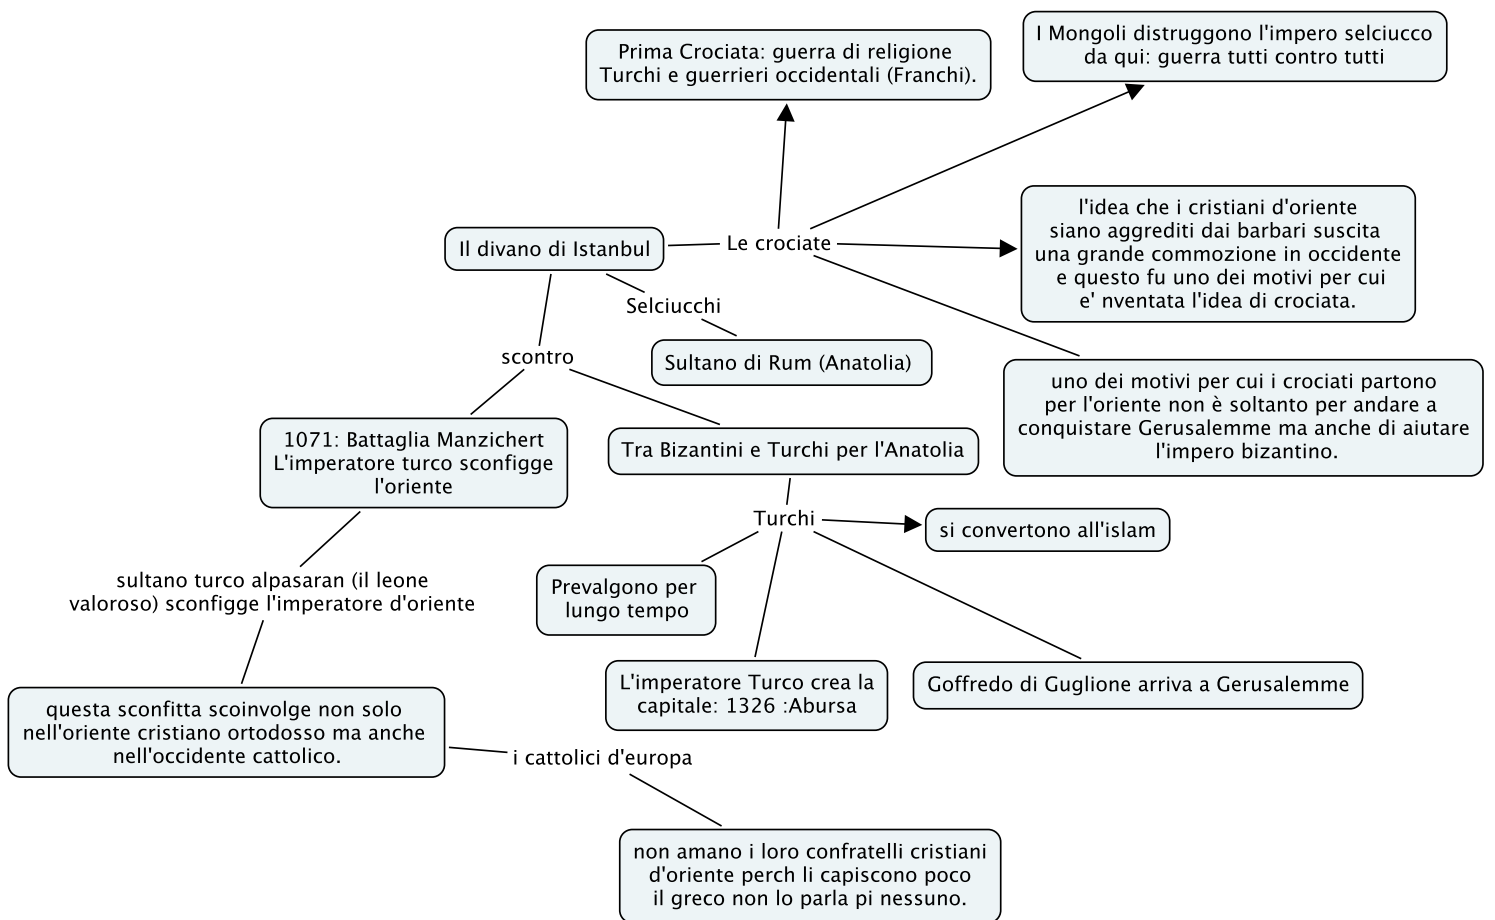 Prima Crociata: guerra di religione
Turchi e guerrieri occidentali (Franchi).
I Mongoli distruggono l'impero selciucco
da qui: guerra tutti contro tutti
Il divano di Istanbul
Le crociate
l'idea che i cristiani d'oriente
siano aggrediti dai barbari suscita
una grande commozione in occidente
e questo fu uno dei motivi per cui
e' nventata l'idea di crociata.
Selciucchi
Sultano di Rum (Anatolia)
scontro
uno dei motivi per cui i crociati partono
per l'oriente non è soltanto per andare a
conquistare Gerusalemme ma anche di aiutare
l'impero bizantino.
1071: Battaglia Manzichert
L'imperatore turco sconfigge
l'oriente
Tra Bizantini e Turchi per l'Anatolia
Turchi
si convertono all'islam
sultano turco alpasaran (il leone
valoroso) sconfigge l'imperatore d'oriente
Prevalgono per
lungo tempo
L'imperatore Turco crea la
capitale: 1326 :Abursa
Goffredo di Guglione arriva a Gerusalemme
questa sconfitta scoinvolge non solo
nell'oriente cristiano ortodosso ma anche
nell'occidente cattolico.
i cattolici d'europa
non amano i loro confratelli cristiani
d'oriente perch li capiscono poco
il greco non lo parla pi nessuno.